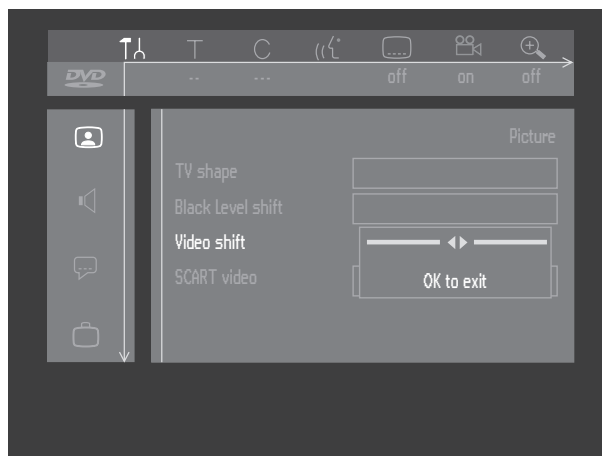 T C
DVD -- --- off on off
Picture
TV shape
Black Level shift
Video shift
SCART video
OK to exit